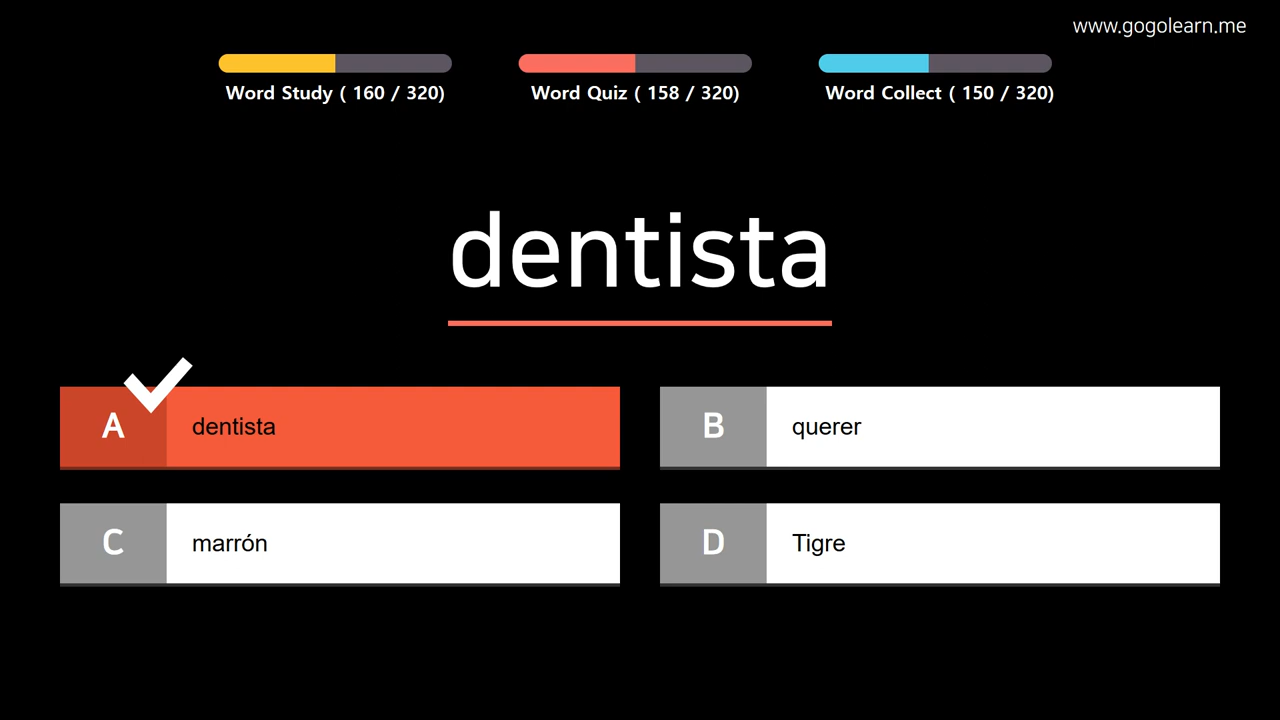 www.gogolearn.me
Word Study ( 160 / 320)
Word Quiz ( 158 / 320)
Word Collect ( 150 / 320)
dentista
A dentista
B querer
C marrón
D Tigre